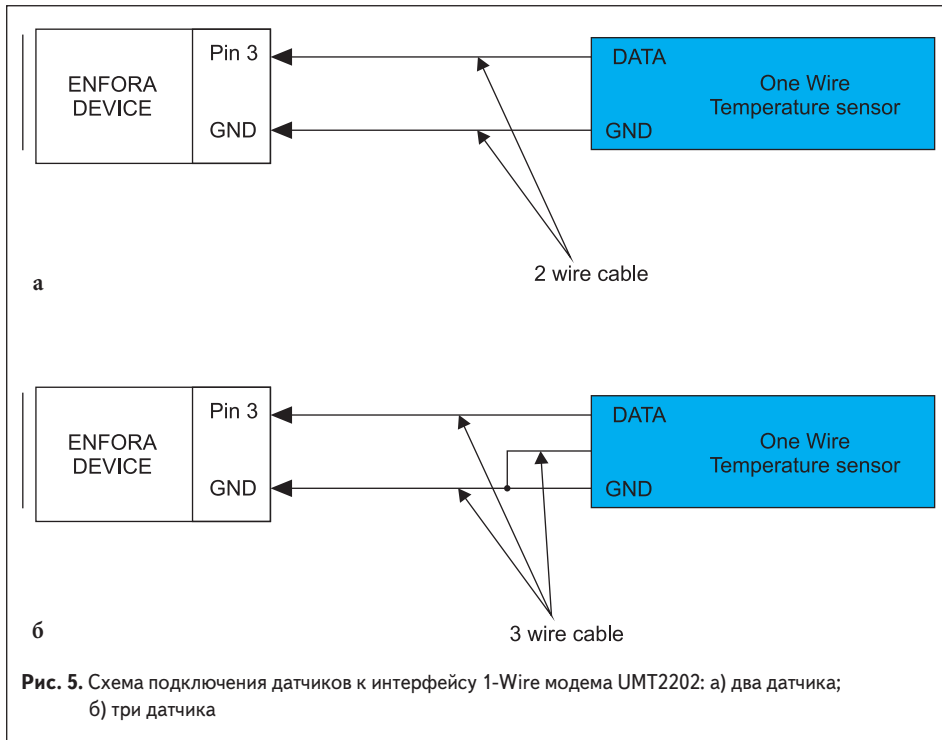 ENFORA
DEVICE
Pin 3
GND
DATA
GND
One Wire
Temperature sensor
2 wire cable
а
ENFORA
DEVICE
Pin 3
GND
DATA
GND
One Wire
Temperature sensor
3 wire cable
б
Рис. 5. Схема подключения датчиков к интерфейсу 1-Wire модема UMT2202: а) два датчика;
б) три датчика